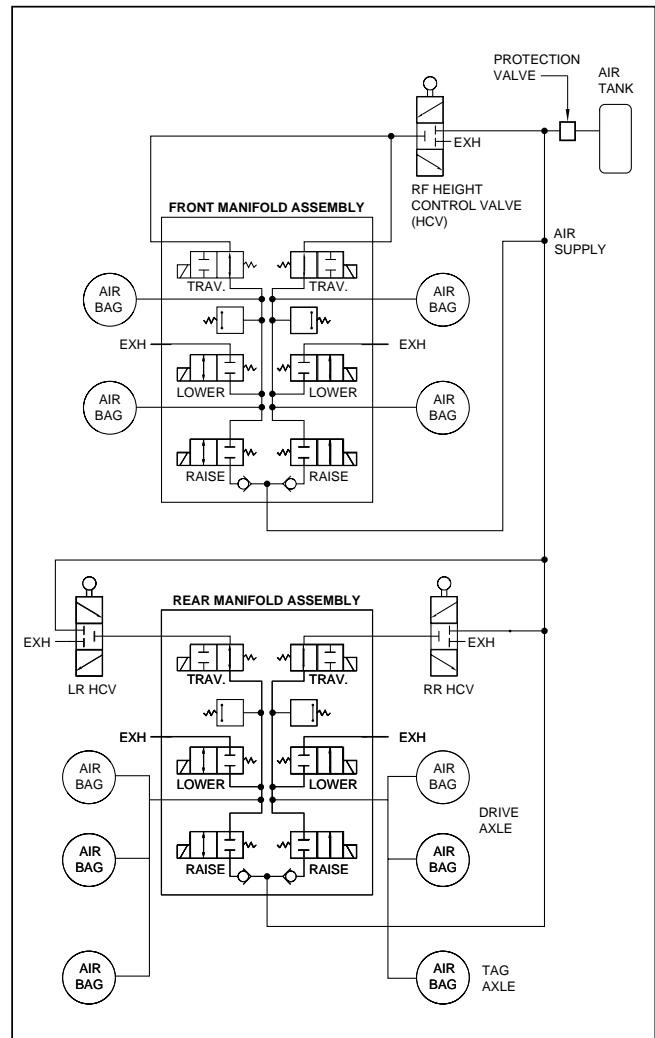 PROTECTION
VALVE
AIR
TANK
EXH
RF HEIGHT
CONTROL VALVE
(HCV)
AIR
SUPPLY
FRONT MANIFOLD ASSEMBLY
TRAV.
TRAV.
AIR
BAG
AIR
BAG
EXH
EXH
LOWER
LOWER
AIR
BAG
AIR
BAG
RAISE
RAISE
REAR MANIFOLD ASSEMBLY
EXH
EXH
LR HCV
TRAV.
TRAV.
RR HCV
EXH
EXH
AIR
BAG
LOWER
LOWER
AIR
BAG
DRIVE
AXLE
AIR
BAG
RAISE
RAISE
AIR
BAG
AIR
BAG
AIR
BAG
TAG
AXLE